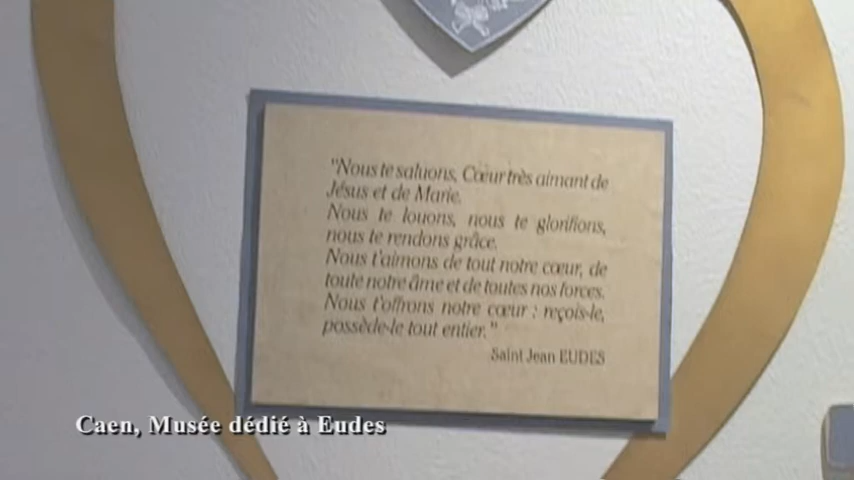 "Nous te saluons, Cœur très aimant de
Jésus et de Marie.
Nous te louons, nous te glorifions,
nous te rendons grâce.
Nous t'aimons de tout notre cœur, de
toute notre âme et de toutes nos forces.
Nous t'offrons notre cœur : reçois-le,
possède-le tout entier."
Saint Jean EUDES
Caen, Musée dédié à Eudes